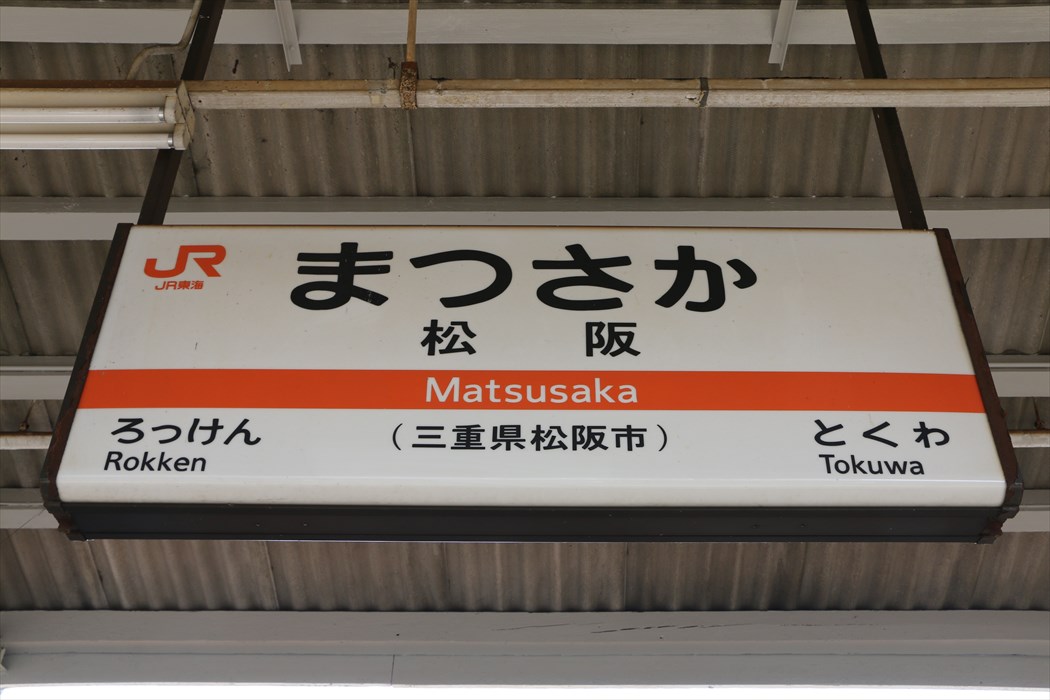 JR
JR東海
まつさか
松阪
Matsusaka
ろっけん
Rokken
（三重県松阪市）
とくわ
Tokuwa